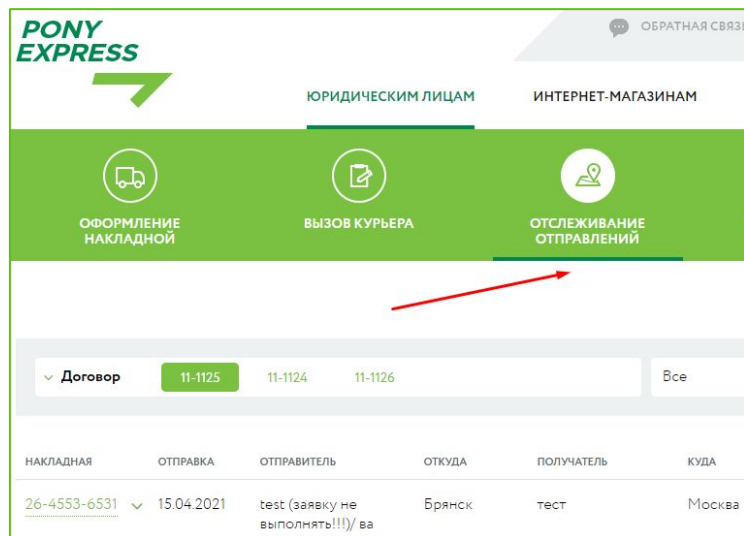 PONY
EXPRESS
ОБРАТНАЯ СВЯЗЬ
ЮРИДИЧЕСКИМ ЛИЦАМ ИНТЕРНЕТ-МАГАЗИНАМ
ОФОРМЛЕНИЕ
НАКЛАДНОЙ
ВЫЗОВ КУРЬЕРА
ОТСЛЕЖИВАНИЕ
ОТПРАВЛЕНИЙ
Договор 11-1125 11-1124 11-1126 Все
НАКЛАДНАЯ ОТПРАВКА ОТПРАВИТЕЛЬ ОТКУДА ПОЛУЧАТЕЛЬ КУДА
26-4553-6531 15.04.2021 test (заявку не Брянск тест Москва
выполнять!!!)/ ва